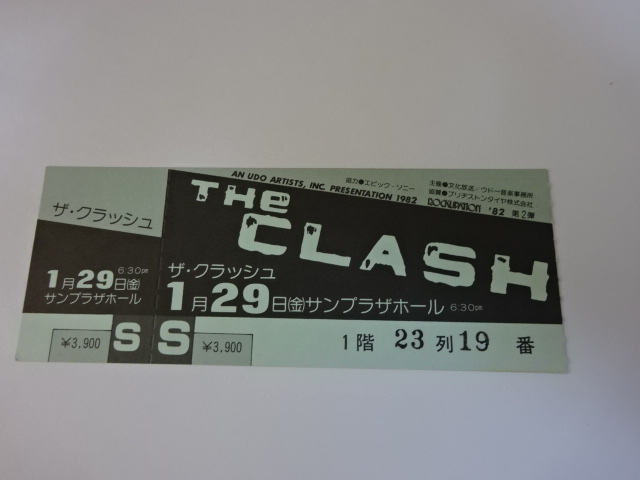 ザ・クラッシュ
1月29日(金) 6:30PM
サンプラザホール
¥3,900 S
AN UDO ARTISTS, INC. PRESENTATION 1982
協力●エピック・ソニー
主催●文化放送/ウドー音楽事務所
協賛●ブリヂストンタイヤ株式会社
ROCKUPATION '82 第2弾
THE
CLASH
ザ・クラッシュ
1月29日(金)サンプラザホール 6:30PM
S ¥3,900
1階 23列19番